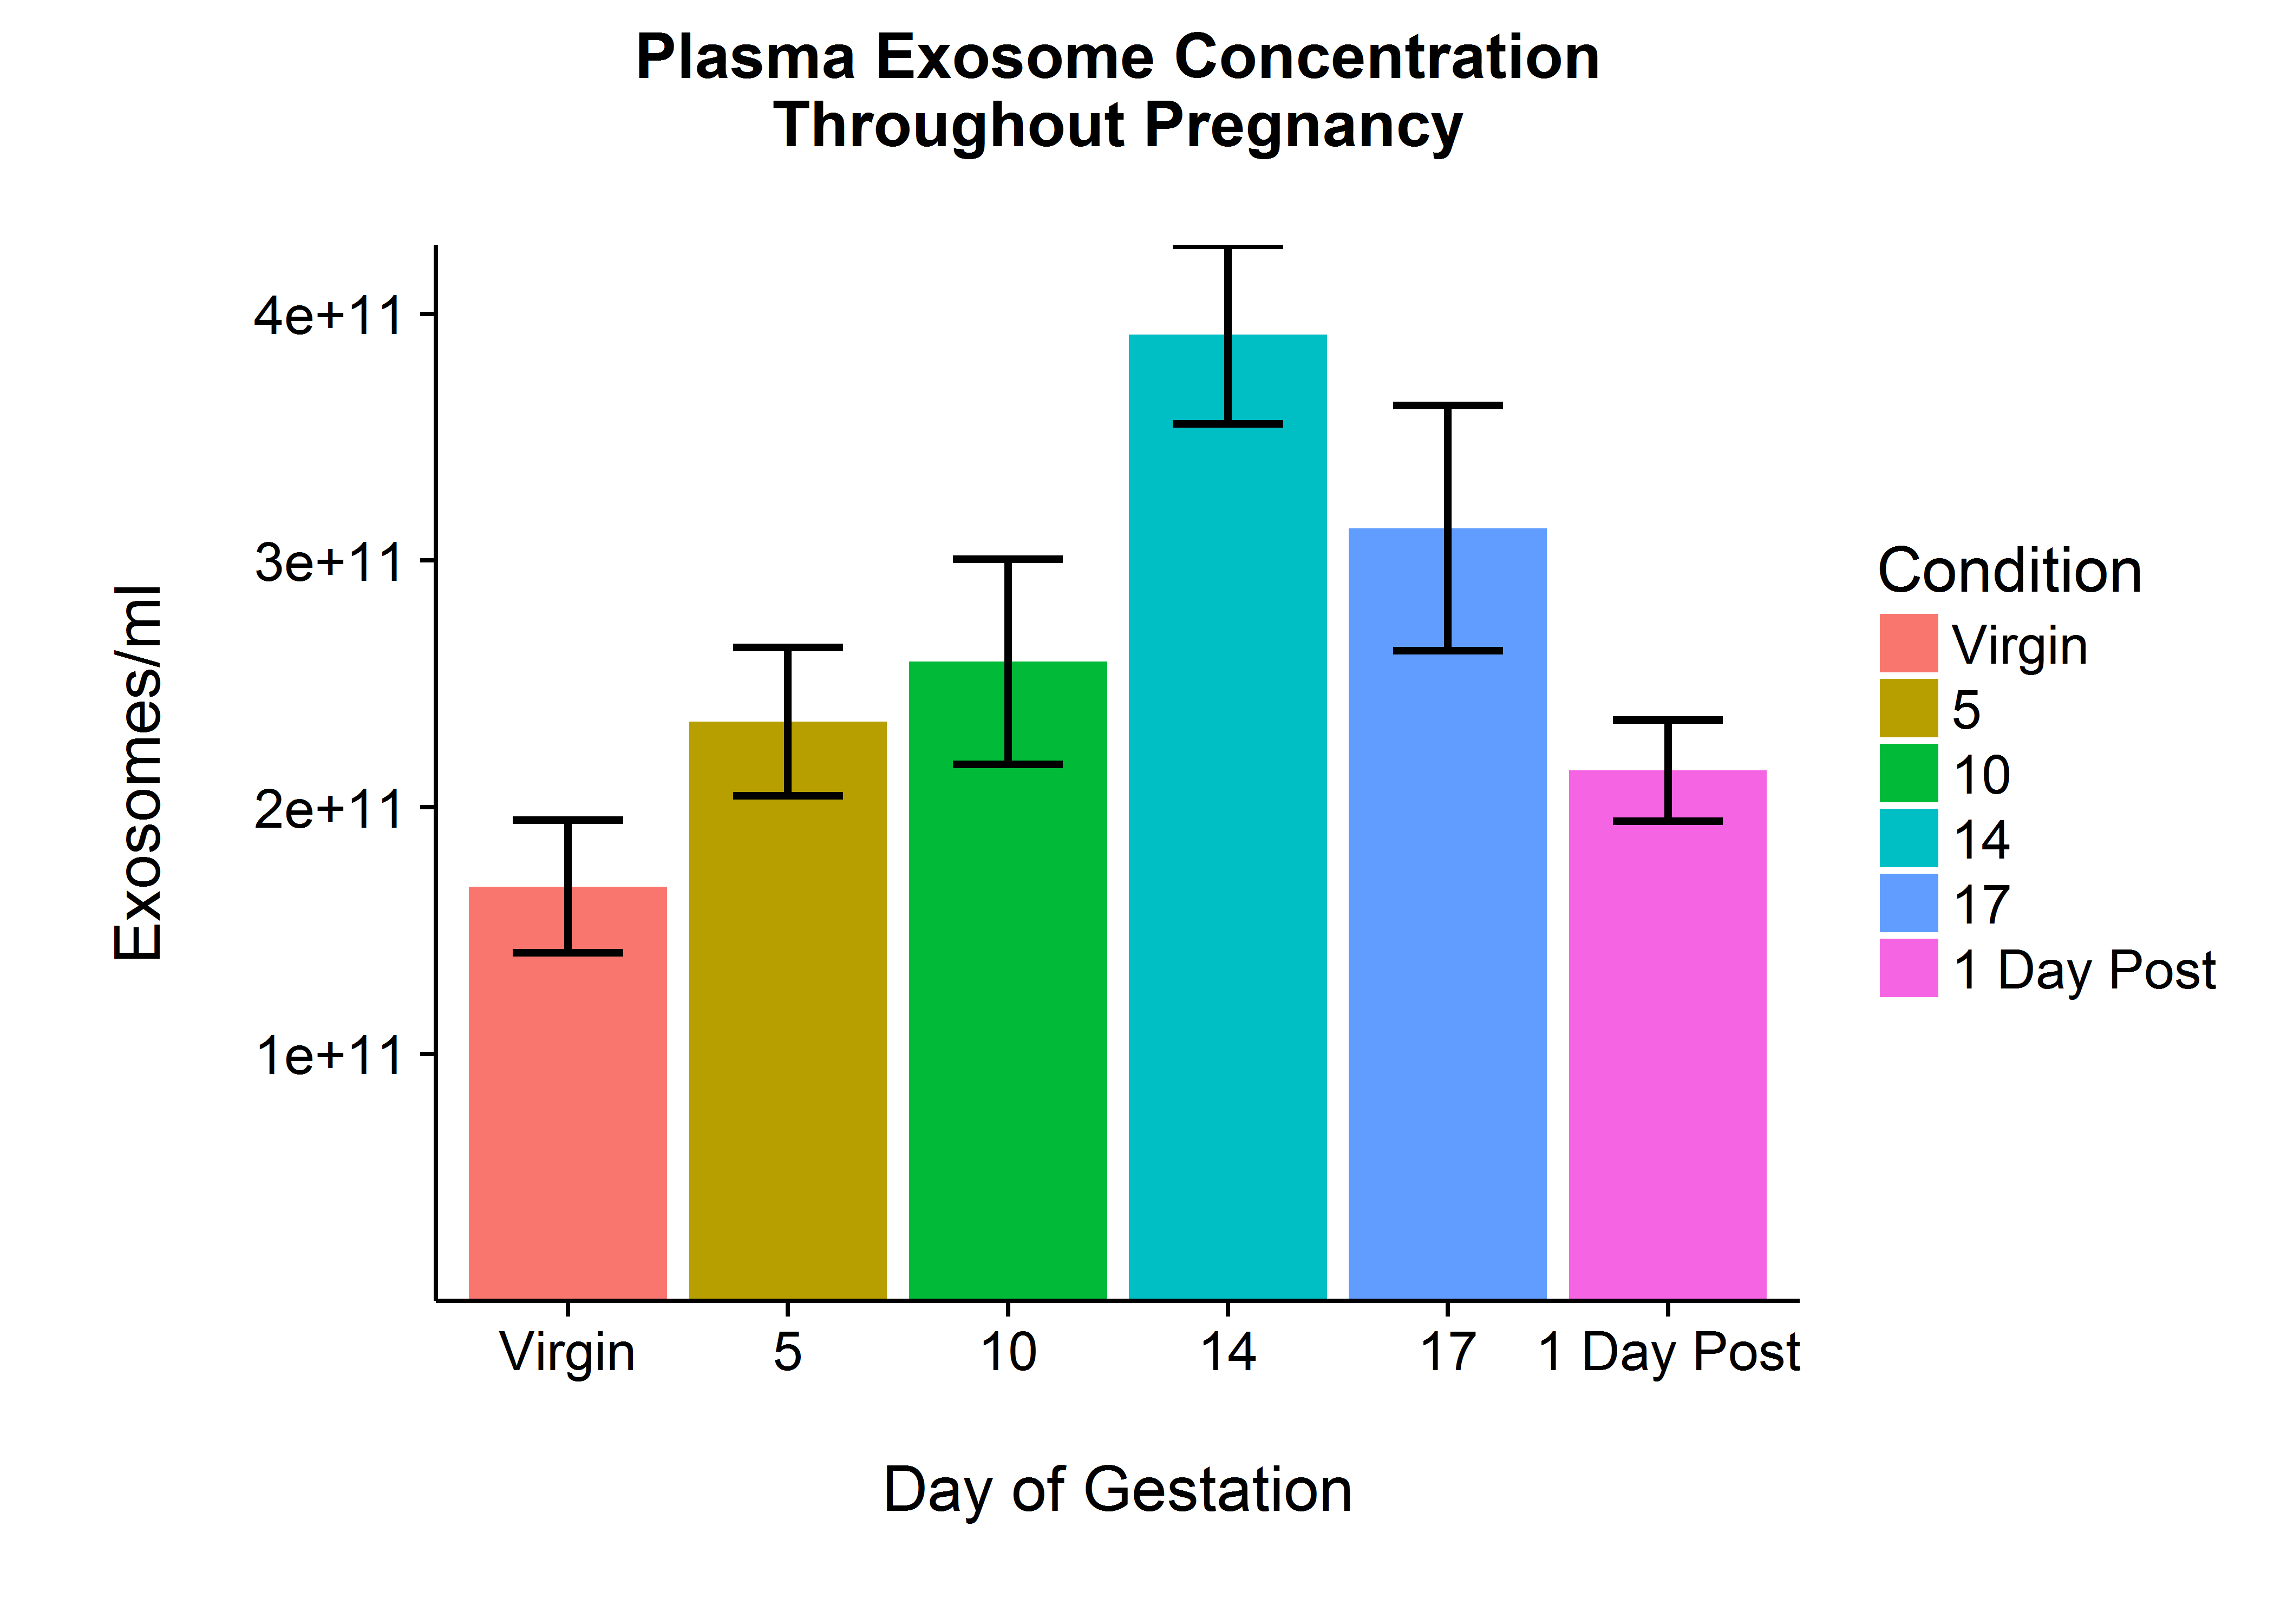 Plasma Exosome Concentration
Throughout Pregnancy
Exosomes/ml
4e+11
3e+11
2e+11
1e+11
Virgin
5
10
14
17
1 Day Post
Day of Gestation
Condition
Virgin
5
10
14
17
1 Day Post